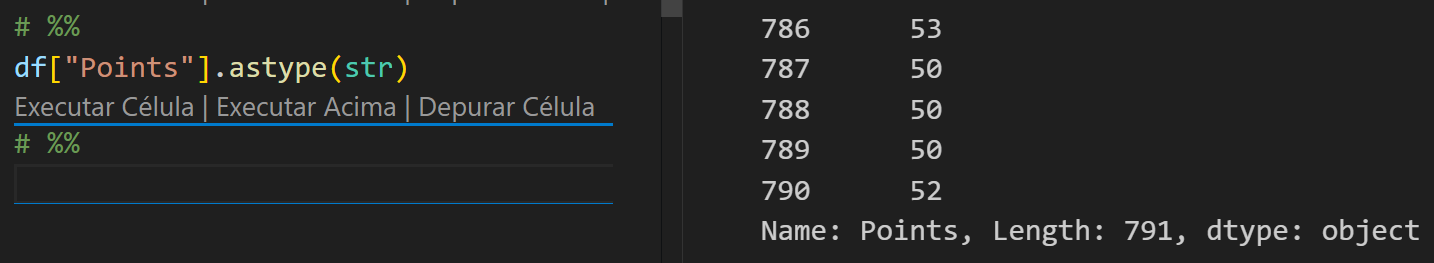 # %%
df["Points"].astype(str)
Executar Célula | Executar Acima | Depurar Célula
# %%
786 53
787 50
788 50
789 50
790 52
Name: Points, Length: 791, dtype: object